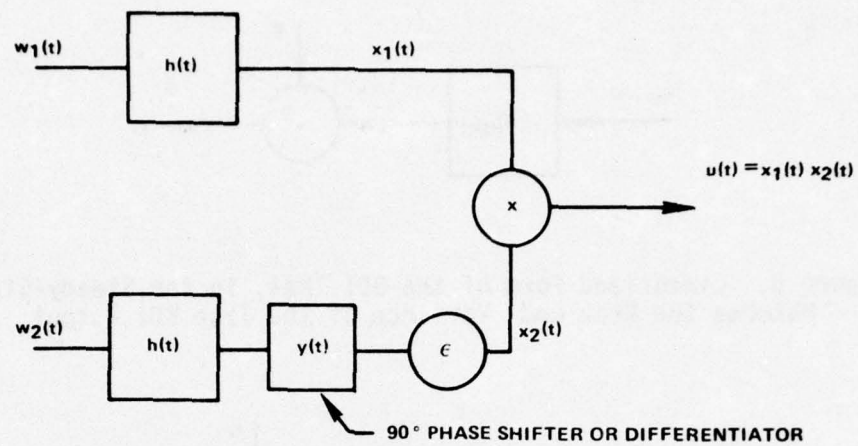 w1(t)
h(t)
x1(t)
x
υ(t) = x1(t) x2(t)
w2(t)
h(t)
y(t)
ϵ
x2(t)
90° PHASE SHIFTER OR DIFFERENTIATOR